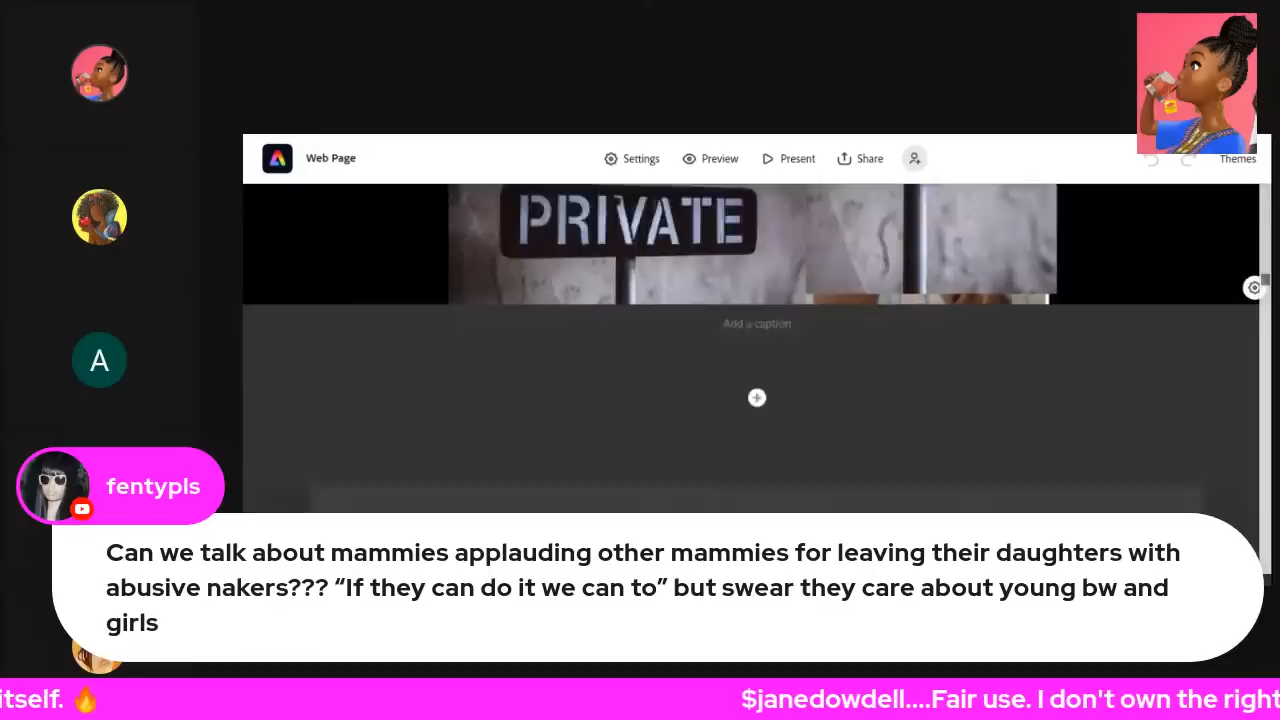 Web Page
Settings
Preview
Present
Share
Themes
PRIVATE
Add a caption
A
fentypls
Can we talk about mammies applauding other mammies for leaving their daughters with
abusive nakers??? “If they can do it we can to” but swear they care about young bw and
girls
itself. 🔥
$janedowdell....Fair use. I don't own the right